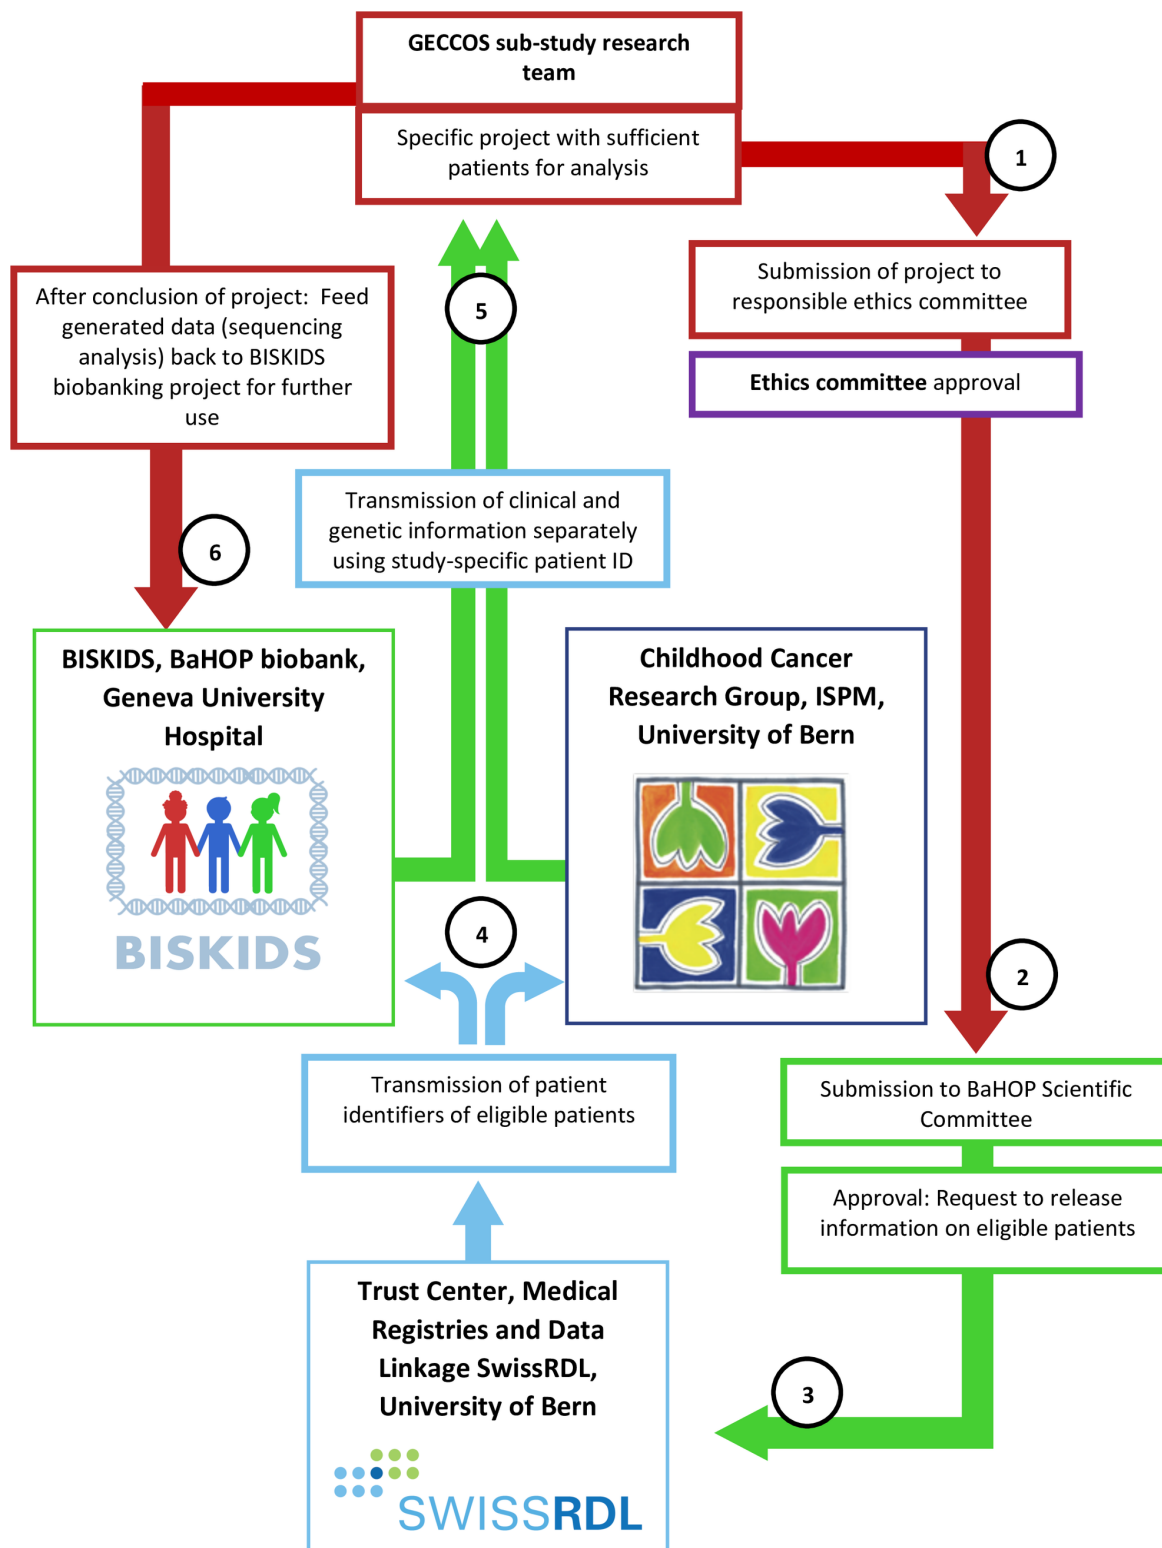 GECCOS sub-study research
team
Specific project with sufficient
patients for analysis
1
Submission of project to
responsible ethics committee
Ethics committee approval
After conclusion of project: Feed
generated data (sequencing
analysis) back to BISKIDS
biobanking project for further
use
5
Transmission of clinical and
genetic information separately
using study-specific patient ID
6
BISKIDS, BaHOP biobank,
Geneva University
Hospital
BISKIDS
Childhood Cancer
Research Group, ISPM,
University of Bern
4
2
Transmission of patient
identifiers of eligible patients
Submission to BaHOP Scientific
Committee
Approval: Request to release
information on eligible patients
3
Trust Center, Medical
Registries and Data
Linkage SwissRDL,
University of Bern
SWISSRDL